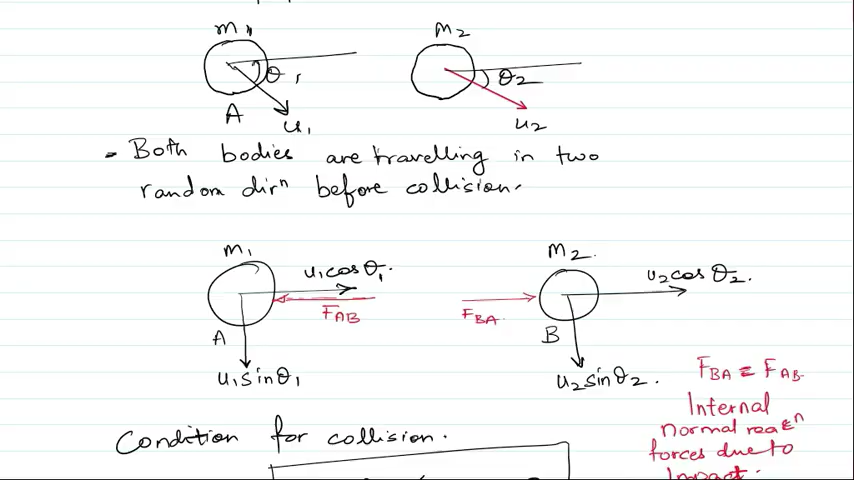 m1 m2
θ1 θ2
A
u1 u2
- Both bodies are travelling in two
random dirⁿ before collision.
m1 m2.
u1cosθ1. u2cosθ2.
FAB FBA
A B
u1sinθ1 u2sinθ2.
FBA = FAB
Internal
Condition for collision. normal reacⁿ
forces due to
Impact.